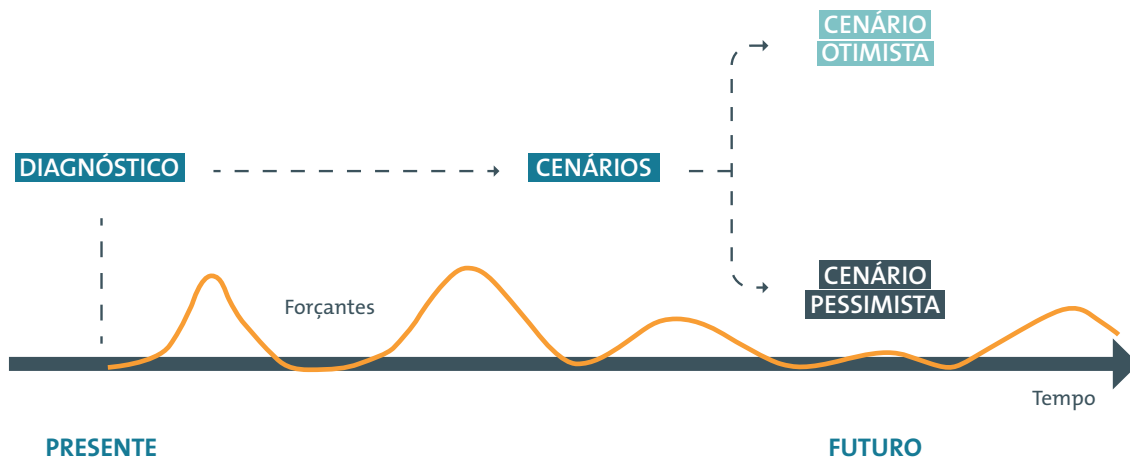 CENÁRIO
OTIMISTA
DIAGNÓSTICO
CENÁRIOS
CENÁRIO
PESSIMISTA
Forçantes
Tempo
PRESENTE
FUTURO